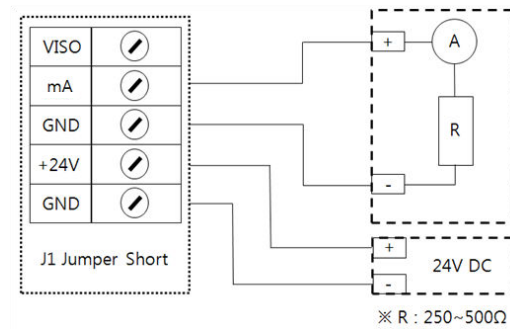 VISO
mA
GND
+24V
GND
J1 Jumper Short
+
A
R
-
+
24V DC
-
※ R : 250~500Ω